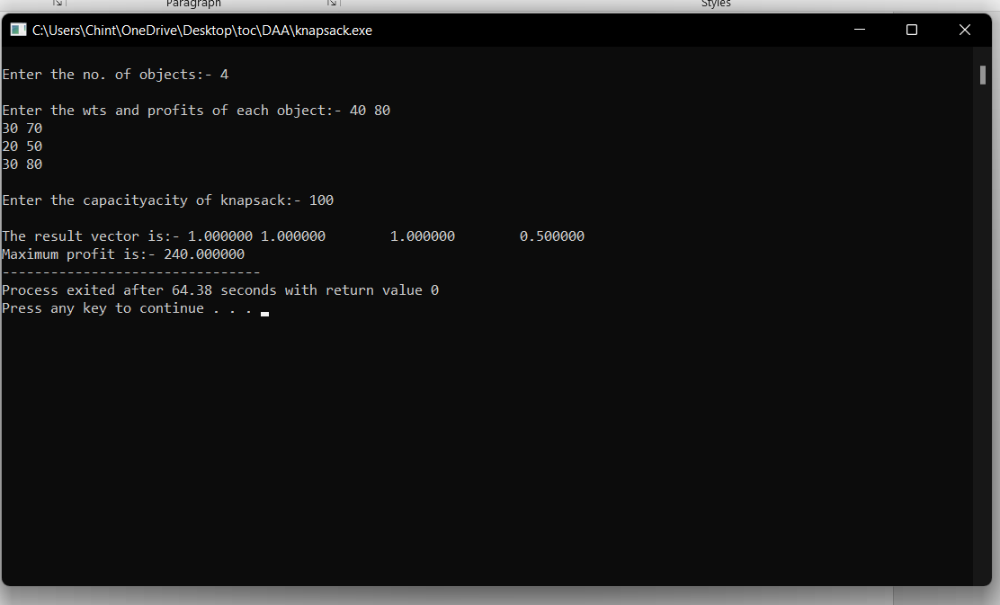 Paragraph Styles
C:\Users\Chint\OneDrive\Desktop\toc\DAA\knapsack.exe
Enter the no. of objects:- 4
Enter the wts and profits of each object:- 40 80
30 70
20 50
30 80
Enter the capacityacity of knapsack:- 100
The result vector is:- 1.000000 1.000000 1.000000 0.500000
Maximum profit is:- 240.000000
--------------------------------
Process exited after 64.38 seconds with return value 0
Press any key to continue . . .